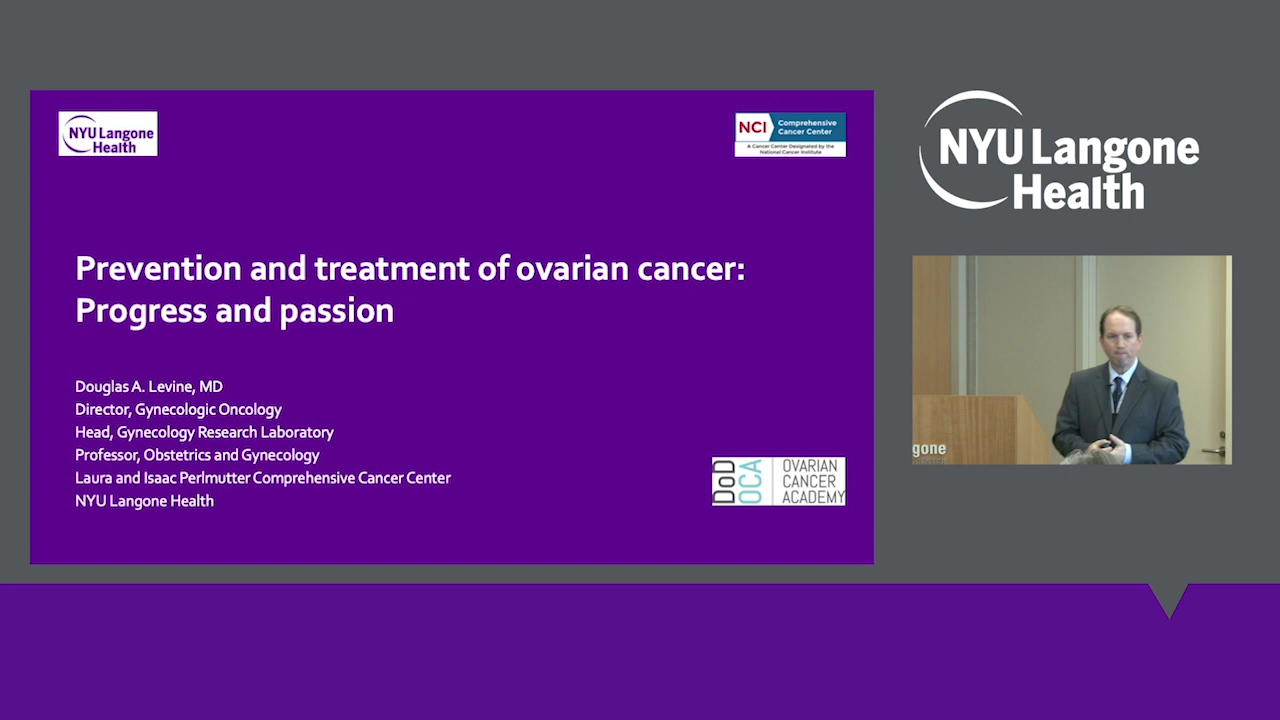 NYU Langone
Health
NCI
Comprehensive
Cancer Center
A Cancer Center Designated by the
National Cancer Institute
Prevention and treatment of ovarian cancer:
Progress and passion
Douglas A. Levine, MD
Director, Gynecologic Oncology
Head, Gynecology Research Laboratory
Professor, Obstetrics and Gynecology
Laura and Isaac Perlmutter Comprehensive Cancer Center
NYU Langone Health
DoD
OCA
OVARIAN
CANCER
ACADEMY
NYU Langone
Health
gone